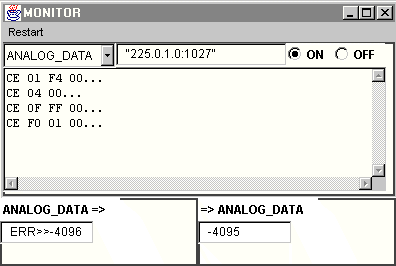 MONITOR
Restart
ANALOG_DATA "225.0.1.0:1027" ON OFF
CE 01 F4 00...
CE 04 00...
CE 0F FF 00...
CE F0 01 00...
ANALOG_DATA => => ANALOG_DATA
ERR>>-4096 -4095